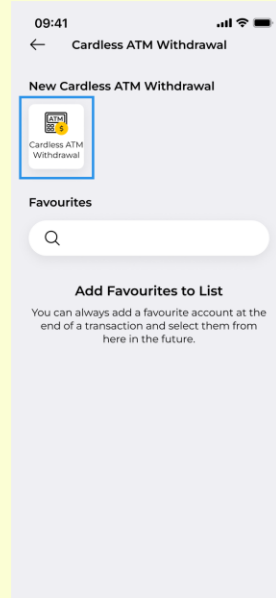 09:41
Cardless ATM Withdrawal
New Cardless ATM Withdrawal
ATM
$
Cardless ATM
Withdrawal
Favourites
Add Favourites to List
You can always add a favourite account at the
end of a transaction and select them from
here in the future.